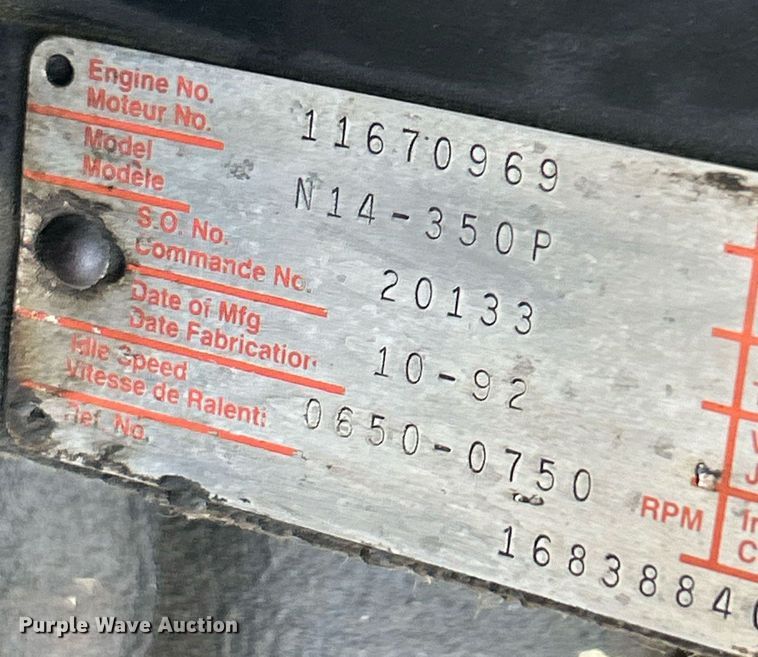 Engine No.
Moteur No. 11670969
Model
Modèle N14-350P
S.O. No.
Commande No. 20133
Date of Mfg
Date Fabrication 10-92
Idle Speed
Vitesse de Ralenti 0650-0750 RPM
Ref. No. 1683884
Purple Wave Auction